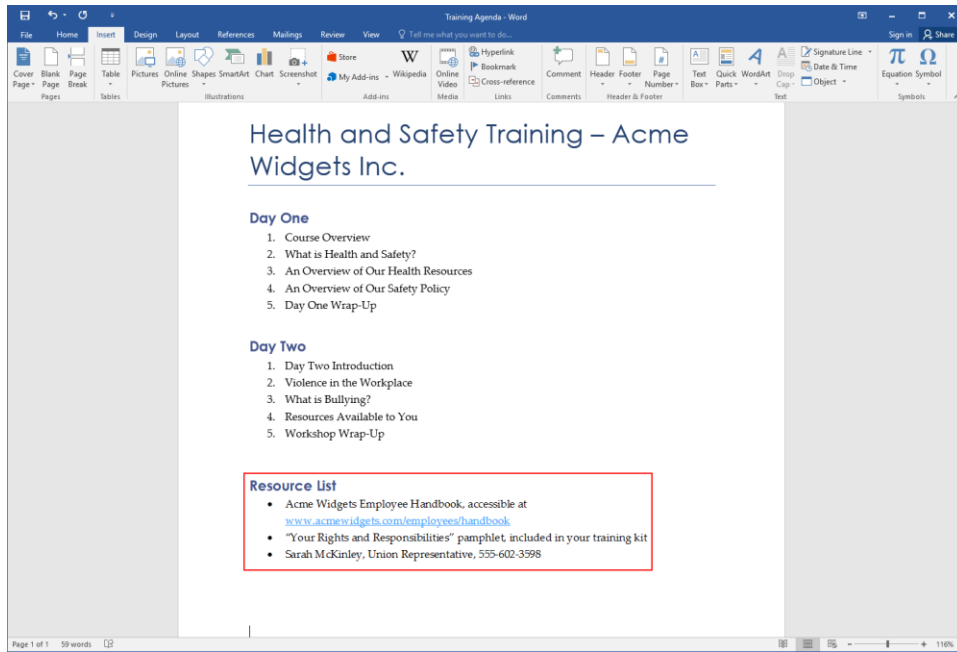 Training Agenda - Word
File Home Insert Design Layout References Mailings Review View Tell me what you want to do... Sign in Share
Cover Page Blank Page Page Break Table Pictures Online Pictures Shapes SmartArt Chart Screenshot Store My Add-ins Wikipedia Online Video Hyperlink Bookmark Cross-reference Comment Header Footer Page Number Text Box Quick Parts WordArt Drop Cap Signature Line Date & Time Object Equation Symbol
Pages Tables Illustrations Add-ins Media Links Comments Header & Footer Text Symbols
Health and Safety Training – Acme
Widgets Inc.
Day One
1. Course Overview
2. What is Health and Safety?
3. An Overview of Our Health Resources
4. An Overview of Our Safety Policy
5. Day One Wrap-Up
Day Two
1. Day Two Introduction
2. Violence in the Workplace
3. What is Bullying?
4. Resources Available to You
5. Workshop Wrap-Up
Resource List
• Acme Widgets Employee Handbook, accessible at
www.acmewidgets.com/employees/handbook
• “Your Rights and Responsibilities” pamphlet, included in your training kit
• Sarah McKinley, Union Representative, 555-602-3598
Page 1 of 1 59 words 116%